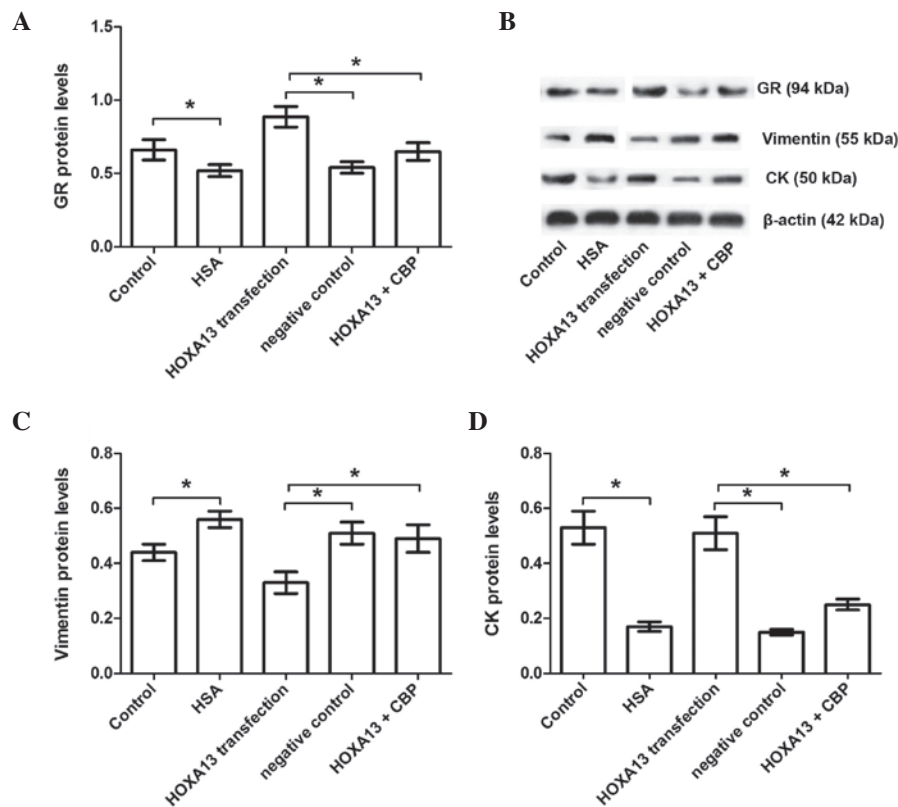 A
GR protein levels
1.5
1.0
0.5
0.0
*
*
*
Control
HSA
HOXA13 transfection
negative control
HOXA13 + CBP
B
GR (94 kDa)
Vimentin (55 kDa)
CK (50 kDa)
β-actin (42 kDa)
Control
HSA
HOXA13 transfection
negative control
HOXA13 + CBP
C
Vimentin protein levels
0.8
0.6
0.4
0.2
0.0
*
*
*
Control
HSA
HOXA13 transfection
negative control
HOXA13 + CBP
D
CK protein levels
0.8
0.6
0.4
0.2
0.0
*
*
*
Control
HSA
HOXA13 transfection
negative control
HOXA13 + CBP